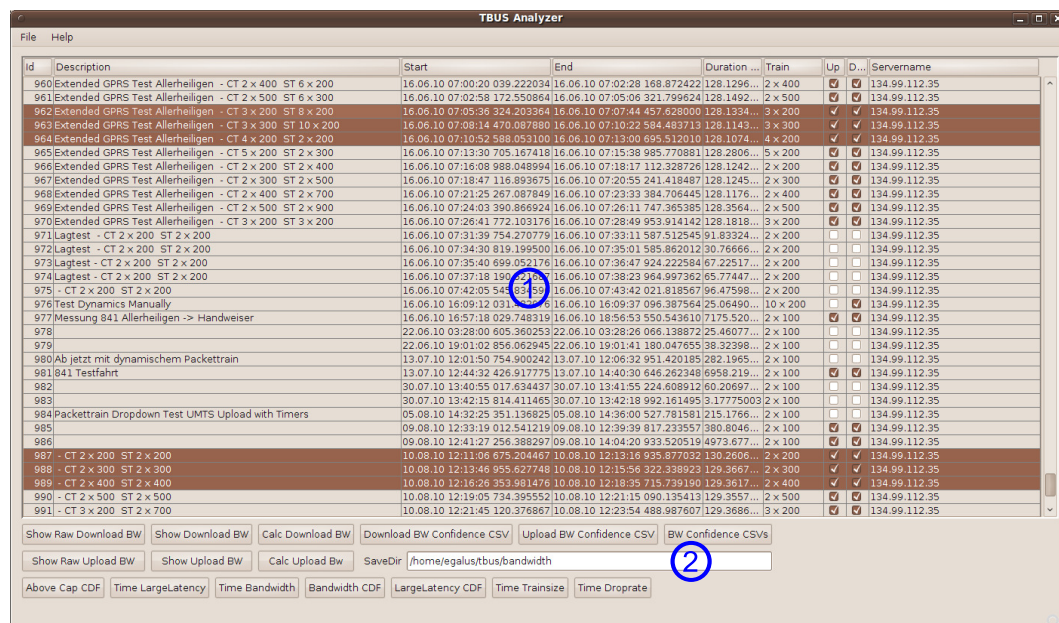 TBUS Analyzer
File Help
Id Description Start End Duration ... Train Up D... Servername
960 Extended GPRS Test Allerheiligen - CT 2 x 400 ST 6 x 200 16.06.10 07:00:20 039.222034 16.06.10 07:02:28 168.872422 128.1296... 2 x 400 134.99.112.35
961 Extended GPRS Test Allerheiligen - CT 2 x 500 ST 6 x 300 16.06.10 07:02:58 172.550864 16.06.10 07:05:06 321.799624 128.1492... 2 x 500 134.99.112.35
962 Extended GPRS Test Allerheiligen - CT 3 x 200 ST 8 x 200 16.06.10 07:05:36 324.203364 16.06.10 07:07:44 457.628000 128.1334... 3 x 200 134.99.112.35
963 Extended GPRS Test Allerheiligen - CT 3 x 300 ST 10 x 200 16.06.10 07:08:14 470.087880 16.06.10 07:10:22 584.483713 128.1143... 3 x 300 134.99.112.35
964 Extended GPRS Test Allerheiligen - CT 4 x 200 ST 2 x 200 16.06.10 07:10:52 588.053100 16.06.10 07:13:00 695.512010 128.1074... 4 x 200 134.99.112.35
965 Extended GPRS Test Allerheiligen - CT 5 x 200 ST 2 x 300 16.06.10 07:13:30 705.167418 16.06.10 07:15:38 985.770881 128.2806... 5 x 200 134.99.112.35
966 Extended GPRS Test Allerheiligen - CT 2 x 200 ST 2 x 400 16.06.10 07:16:08 988.048994 16.06.10 07:18:17 112.328726 128.1242... 2 x 200 134.99.112.35
967 Extended GPRS Test Allerheiligen - CT 2 x 300 ST 2 x 500 16.06.10 07:18:47 116.893675 16.06.10 07:20:55 241.418487 128.1245... 2 x 300 134.99.112.35
968 Extended GPRS Test Allerheiligen - CT 2 x 400 ST 2 x 700 16.06.10 07:21:25 267.087849 16.06.10 07:23:33 384.706445 128.1176... 2 x 400 134.99.112.35
969 Extended GPRS Test Allerheiligen - CT 2 x 500 ST 2 x 900 16.06.10 07:24:03 390.866924 16.06.10 07:26:11 747.365385 128.3564... 2 x 500 134.99.112.35
970 Extended GPRS Test Allerheiligen - CT 3 x 200 ST 3 x 200 16.06.10 07:26:41 772.103176 16.06.10 07:28:49 953.914142 128.1818... 3 x 200 134.99.112.35
971 Lagtest - CT 2 x 200 ST 2 x 200 16.06.10 07:31:39 754.270779 16.06.10 07:33:11 587.512545 91.83324... 2 x 200 134.99.112.35
972 Lagtest - CT 2 x 200 ST 2 x 200 16.06.10 07:34:30 819.199500 16.06.10 07:35:01 585.862012 30.76666... 2 x 200 134.99.112.35
973 Lagtest - CT 2 x 200 ST 2 x 200 16.06.10 07:35:40 699.052176 16.06.10 07:36:47 924.222584 67.22517... 2 x 200 134.99.112.35
974 Lagtest - CT 2 x 200 ST 2 x 200 16.06.10 07:37:18 16.06.10 07:38:23 964.997362 65.77447... 2 x 200 134.99.112.35
975 - CT 2 x 200 ST 2 x 200 16.06.10 07:42:05 16.06.10 07:43:42 021.818567 96.47598... 2 x 200 134.99.112.35
1
976 Test Dynamics Manually 16.06.10 16:09:12 16.06.10 16:09:37 096.387564 25.06490... 10 x 200 134.99.112.35
977 Messung 841 Allerheiligen -> Handweiser 16.06.10 16:57:18 029.748319 16.06.10 18:56:53 550.543610 7175.520... 2 x 100 134.99.112.35
978 22.06.10 03:28:00 605.360253 22.06.10 03:28:26 066.138872 25.46077... 2 x 100 134.99.112.35
979 22.06.10 19:01:02 856.062945 22.06.10 19:01:41 180.047655 38.32398... 2 x 100 134.99.112.35
980 Ab jetzt mit dynamischem Packettrain 13.07.10 12:01:50 754.900242 13.07.10 12:06:32 951.420185 282.1965... 2 x 100 134.99.112.35
981 841 Testfahrt 13.07.10 12:44:32 426.917775 13.07.10 14:40:30 646.262348 6958.219... 2 x 100 134.99.112.35
982 30.07.10 13:40:55 017.634437 30.07.10 13:41:55 224.608912 60.20697... 2 x 100 134.99.112.35
983 30.07.10 13:42:15 814.411465 30.07.10 13:42:18 992.161495 3.17775003 2 x 100 134.99.112.35
984 Packettrain Dropdown Test UMTS Upload with Timers 05.08.10 14:32:25 351.136825 05.08.10 14:36:00 527.781581 215.1766... 2 x 100 134.99.112.35
985 09.08.10 12:33:19 012.541219 09.08.10 12:39:39 817.233557 380.8046... 2 x 100 134.99.112.35
986 09.08.10 12:41:27 256.388297 09.08.10 14:04:20 933.520519 4973.677... 2 x 100 134.99.112.35
987 - CT 2 x 200 ST 2 x 200 10.08.10 12:11:06 675.204467 10.08.10 12:13:16 935.877032 130.2606... 2 x 200 134.99.112.35
988 - CT 2 x 300 ST 2 x 300 10.08.10 12:13:46 955.627748 10.08.10 12:15:56 322.338923 129.3667... 2 x 300 134.99.112.35
989 - CT 2 x 400 ST 2 x 400 10.08.10 12:16:26 353.981476 10.08.10 12:18:35 715.739190 129.3617... 2 x 400 134.99.112.35
990 - CT 2 x 500 ST 2 x 500 10.08.10 12:19:05 734.395552 10.08.10 12:21:15 090.135413 129.3557... 2 x 500 134.99.112.35
991 - CT 3 x 200 ST 2 x 700 10.08.10 12:21:45 120.376867 10.08.10 12:23:54 488.987607 129.3686... 3 x 200 134.99.112.35
Show Raw Download BW Show Download BW Calc Download BW Download BW Confidence CSV Upload BW Confidence CSV BW Confidence CSVs
Show Raw Upload BW Show Upload BW Calc Upload Bw SaveDir /home/egalus/tbus/bandwidth 2
Above Cap CDF Time LargeLatency Time Bandwidth Bandwidth CDF LargeLatency CDF Time Trainsize Time Droprate